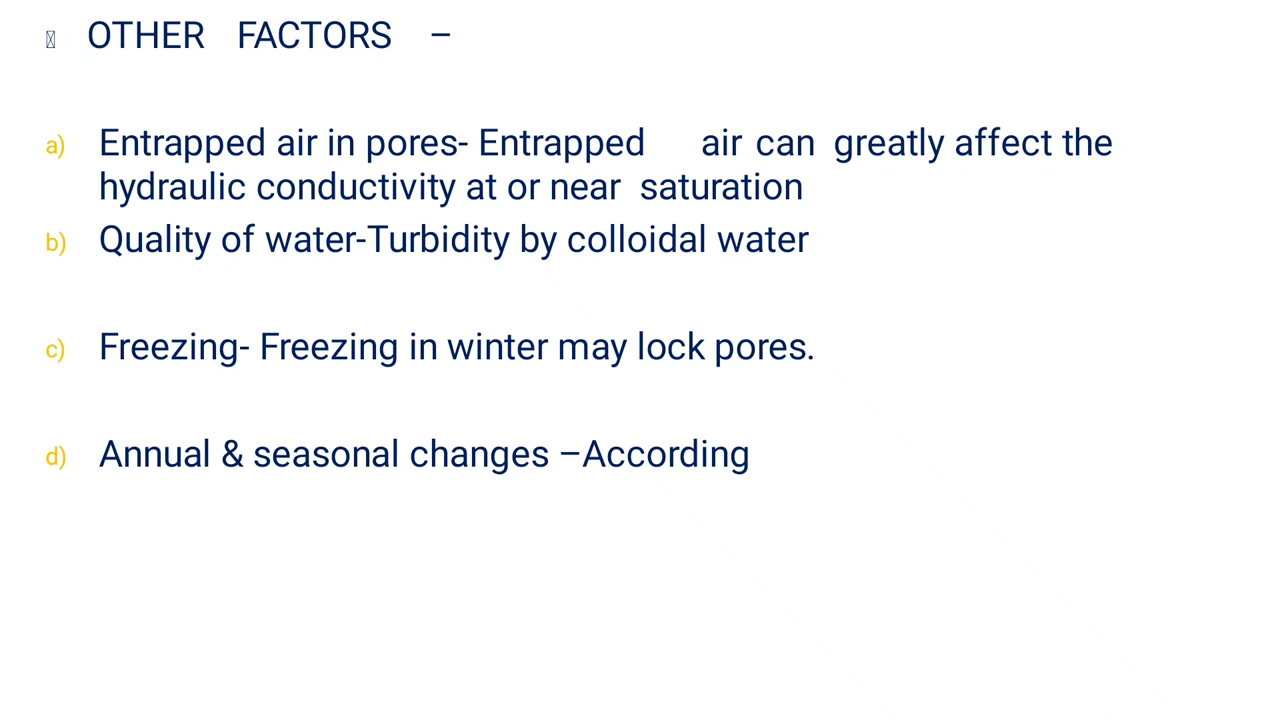 OTHER FACTORS –
a) Entrapped air in pores- Entrapped air can greatly affect the
hydraulic conductivity at or near saturation
b) Quality of water-Turbidity by colloidal water
c) Freezing- Freezing in winter may lock pores.
d) Annual & seasonal changes –According